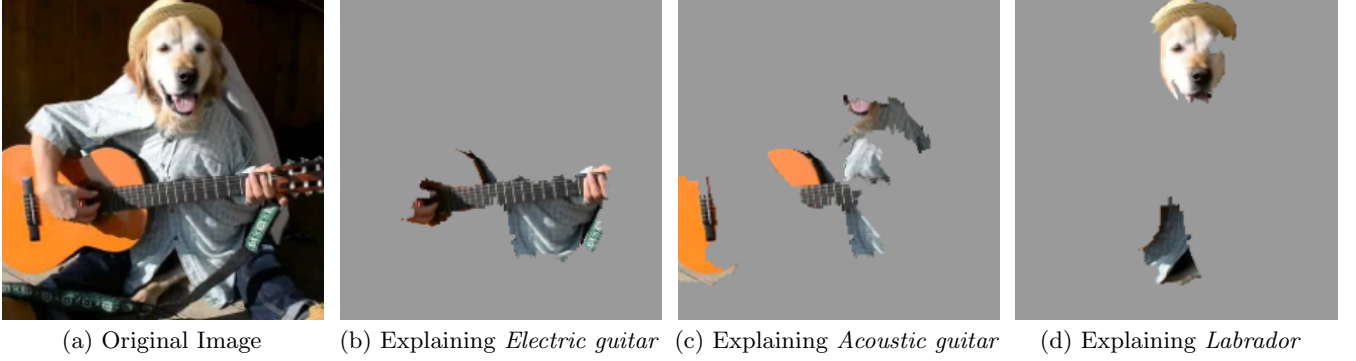 (a) Original Image
(b) Explaining Electric guitar
(c) Explaining Acoustic guitar
(d) Explaining Labrador